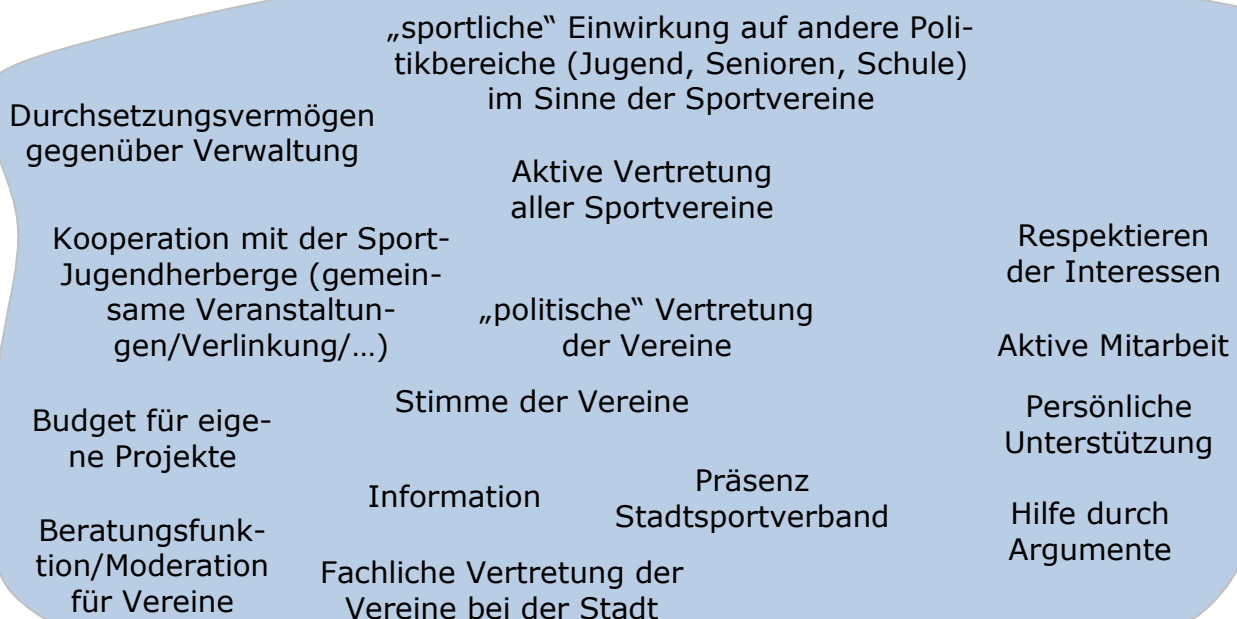 „sportliche“ Einwirkung auf andere Poli-
tikbereiche (Jugend, Senioren, Schule)
im Sinne der Sportvereine
Durchsetzungsvermögen
gegenüber Verwaltung
Aktive Vertretung
aller Sportvereine
Kooperation mit der Sport-
Jugendherberge (gemein-
same Veranstaltun-
gen/Verlinkung/…)
„politische“ Vertretung
der Vereine
Respektieren
der Interessen
Aktive Mitarbeit
Stimme der Vereine
Persönliche
Unterstützung
Budget für eige-
ne Projekte
Information
Präsenz
Stadtsportverband
Hilfe durch
Argumente
Beratungsfunk-
tion/Moderation
für Vereine
Fachliche Vertretung der
Vereine bei der Stadt